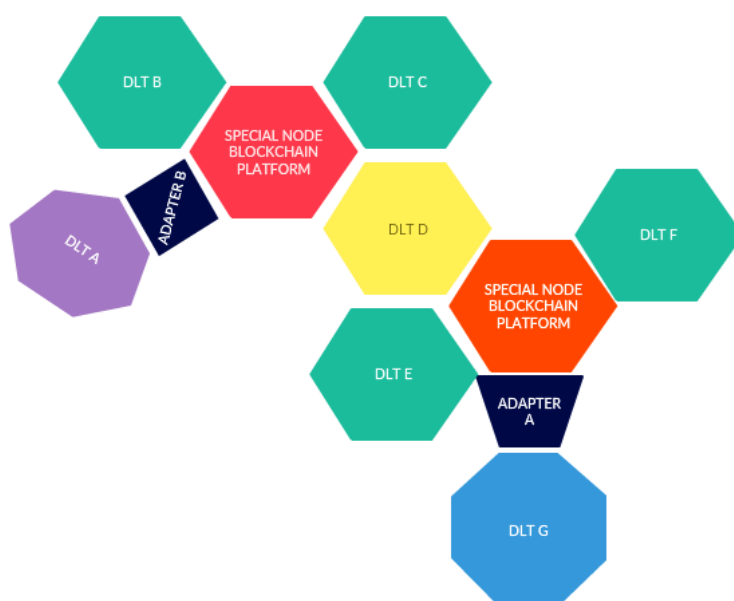 DLT B
DLT C
SPECIAL NODE
BLOCKCHAIN
PLATFORM
ADAPTER B
DLT A
DLT D
DLT F
SPECIAL NODE
BLOCKCHAIN
PLATFORM
DLT E
ADAPTER
A
DLT G